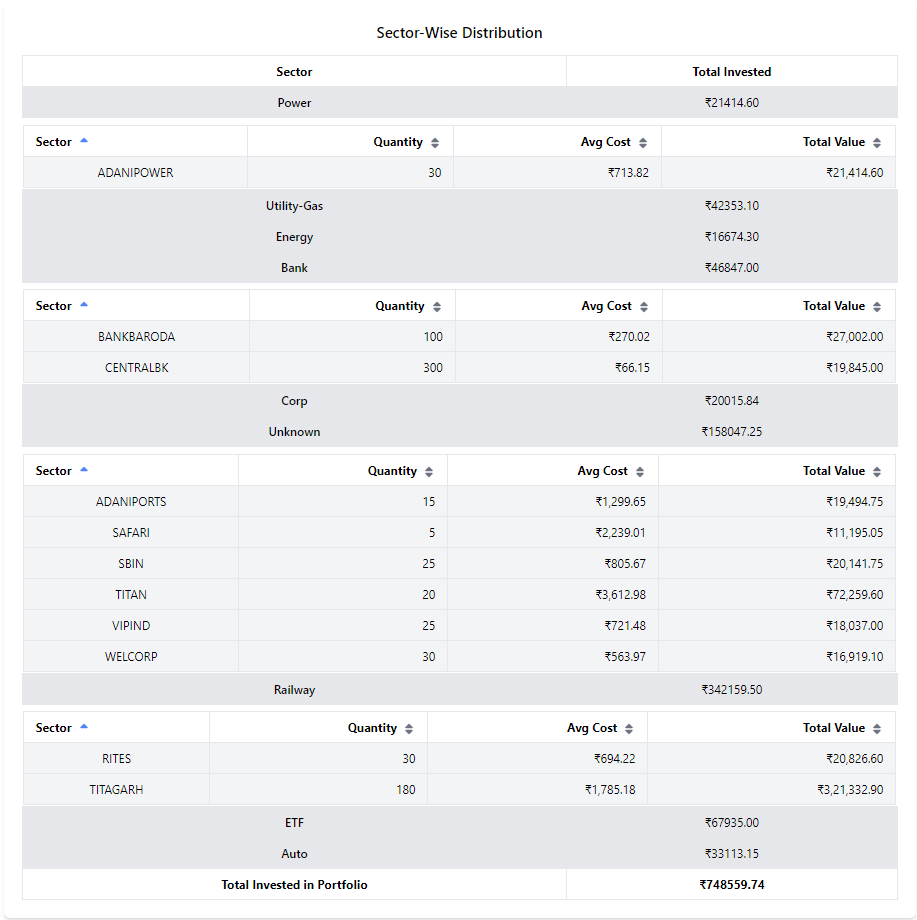 Sector-Wise Distribution
Sector Total Invested
Power ₹21414.60
Sector Quantity Avg Cost Total Value
ADANIPOWER 30 ₹713.82 ₹21,414.60
Utility-Gas ₹42353.10
Energy ₹16674.30
Bank ₹46847.00
Sector Quantity Avg Cost Total Value
BANKBARODA 100 ₹270.02 ₹27,002.00
CENTRALBK 300 ₹66.15 ₹19,845.00
Corp ₹20015.84
Unknown ₹158047.25
Sector Quantity Avg Cost Total Value
ADANIPORTS 15 ₹1,299.65 ₹19,494.75
SAFARI 5 ₹2,239.01 ₹11,195.05
SBIN 25 ₹805.67 ₹20,141.75
TITAN 20 ₹3,612.98 ₹72,259.60
VIPIND 25 ₹721.48 ₹18,037.00
WELCORP 30 ₹563.97 ₹16,919.10
Railway ₹342159.50
Sector Quantity Avg Cost Total Value
RITES 30 ₹694.22 ₹20,826.60
TITAGARH 180 ₹1,785.18 ₹3,21,332.90
ETF ₹67935.00
Auto ₹33113.15
Total Invested in Portfolio ₹748559.74